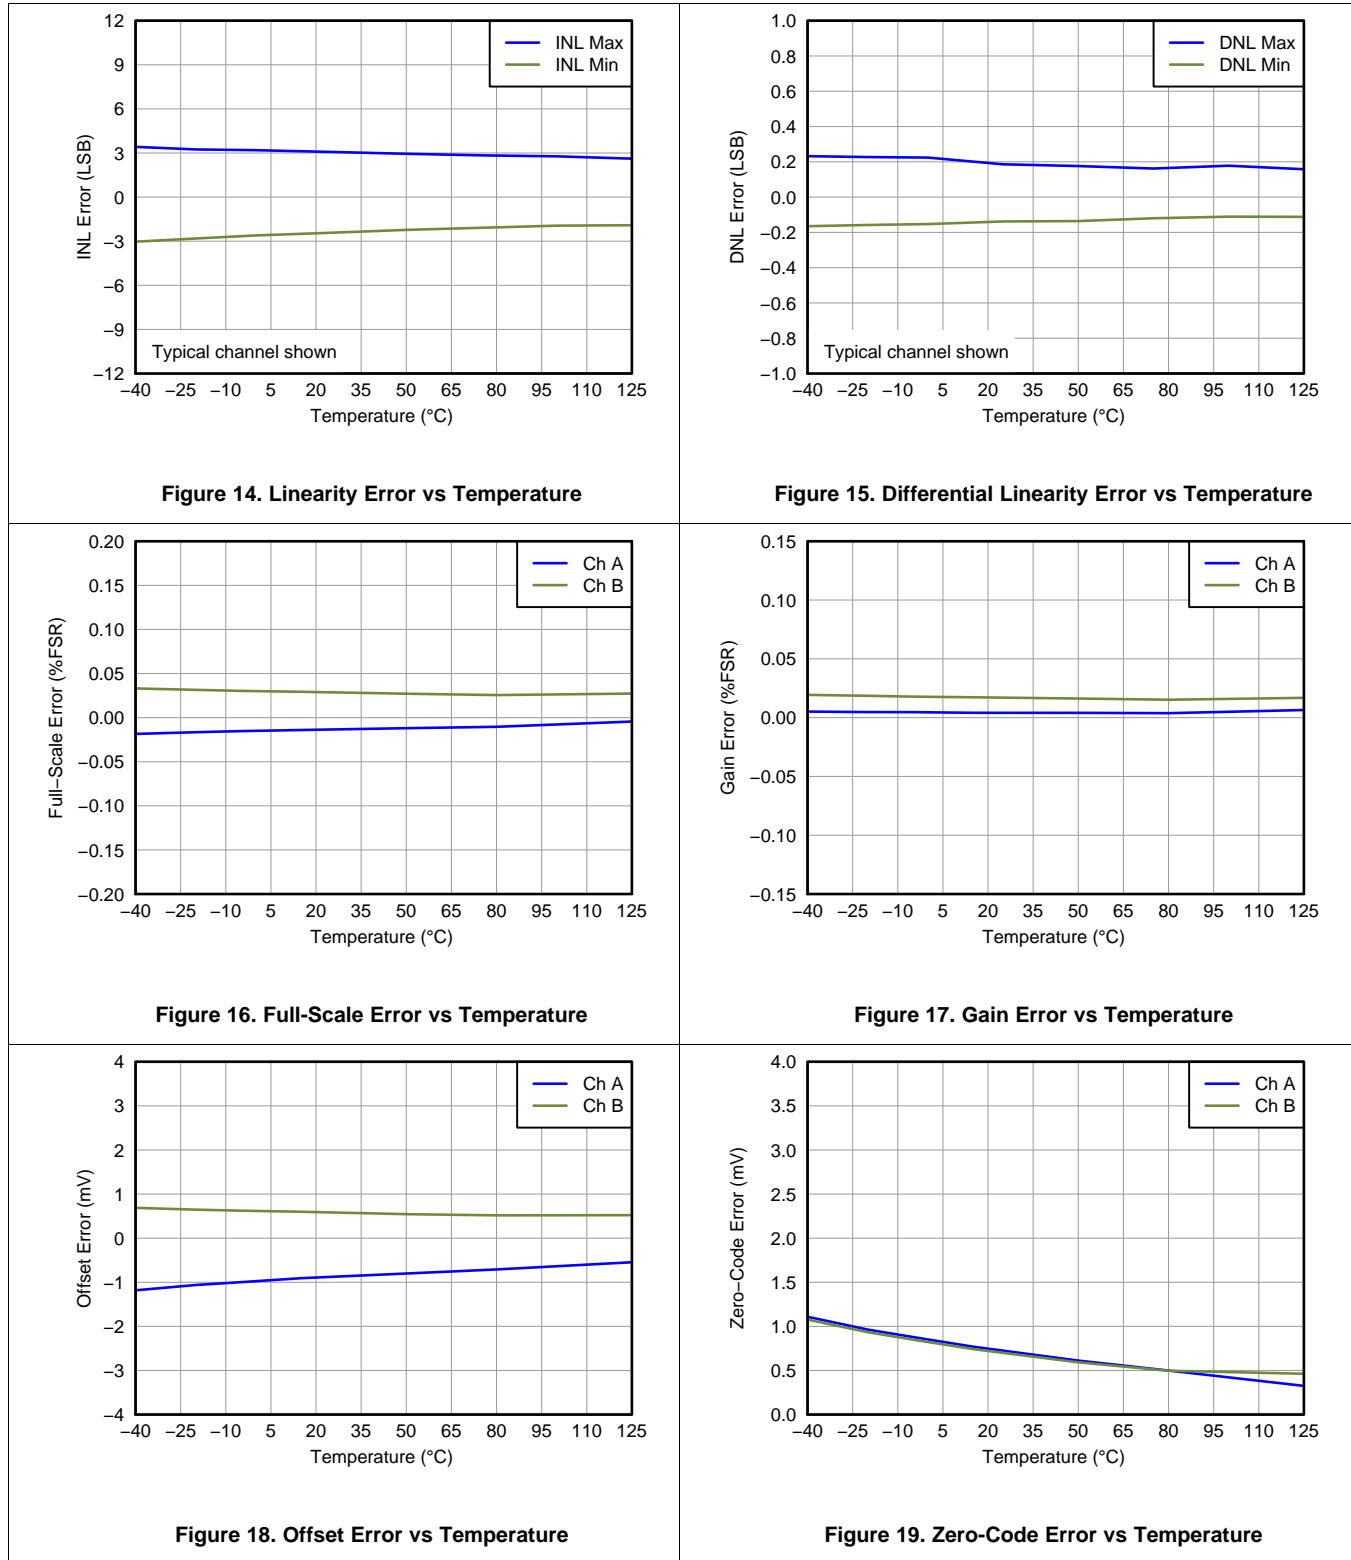 12
9
6
3
0
−3
−6
−9
−12
INL Error (LSB)
INL Max
INL Min
Typical channel shown
−40 −25 −10 5 20 35 50 65 80 95 110 125
Temperature (°C)
Figure 14. Linearity Error vs Temperature
1.0
0.8
0.6
0.4
0.2
0.0
−0.2
−0.4
−0.6
−0.8
−1.0
DNL Error (LSB)
DNL Max
DNL Min
Typical channel shown
−40 −25 −10 5 20 35 50 65 80 95 110 125
Temperature (°C)
Figure 15. Differential Linearity Error vs Temperature
0.20
0.15
0.10
0.05
0.00
−0.05
−0.10
−0.15
−0.20
Full−Scale Error (%FSR)
Ch A
Ch B
−40 −25 −10 5 20 35 50 65 80 95 110 125
Temperature (°C)
Figure 16. Full-Scale Error vs Temperature
0.15
0.10
0.05
0.00
−0.05
−0.10
−0.15
Gain Error (%FSR)
Ch A
Ch B
−40 −25 −10 5 20 35 50 65 80 95 110 125
Temperature (°C)
Figure 17. Gain Error vs Temperature
4
3
2
1
0
−1
−2
−3
−4
Offset Error (mV)
Ch A
Ch B
−40 −25 −10 5 20 35 50 65 80 95 110 125
Temperature (°C)
Figure 18. Offset Error vs Temperature
4.0
3.5
3.0
2.5
2.0
1.5
1.0
0.5
0.0
Zero−Code Error (mV)
Ch A
Ch B
−40 −25 −10 5 20 35 50 65 80 95 110 125
Temperature (°C)
Figure 19. Zero-Code Error vs Temperature